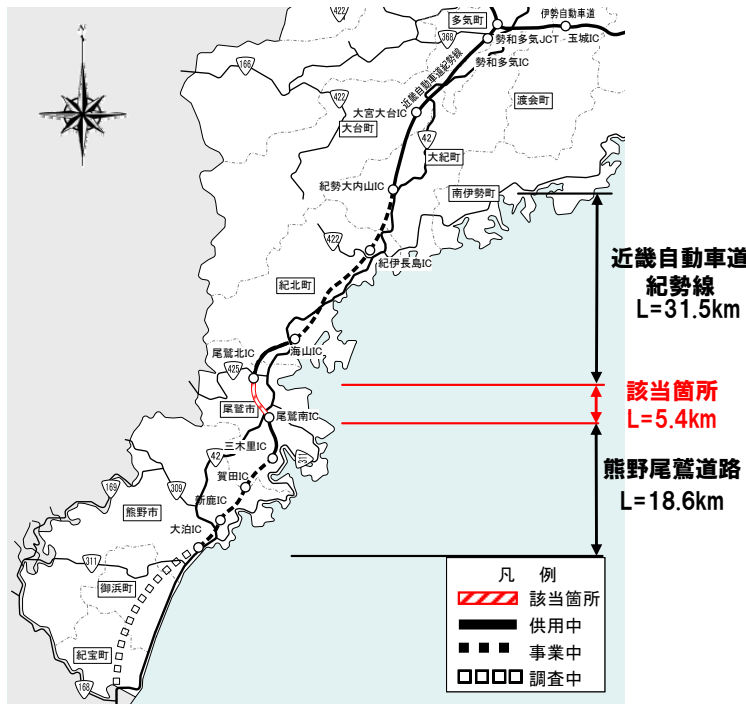 422
多気町
伊勢自動車道
368
勢和多気JCT
玉城IC
166
勢和多気IC
近畿自動車道紀勢線
422
渡会町
大宮大台IC
大台町
42
大紀町
紀勢大内山IC
南伊勢町
422
紀伊長島IC
近畿自動車道
紀勢線
L=31.5km
紀北町
海山IC
尾鷲北IC
425
該当箇所
L=5.4km
尾鷲市
尾鷲南IC
三木里IC
42
311
熊野尾鷲道路
L=18.6km
賀田IC
169
309
新鹿IC
熊野市
大泊IC
311
御浜町
紀宝町
168
凡 例
該当箇所
供用中
事業中
調査中